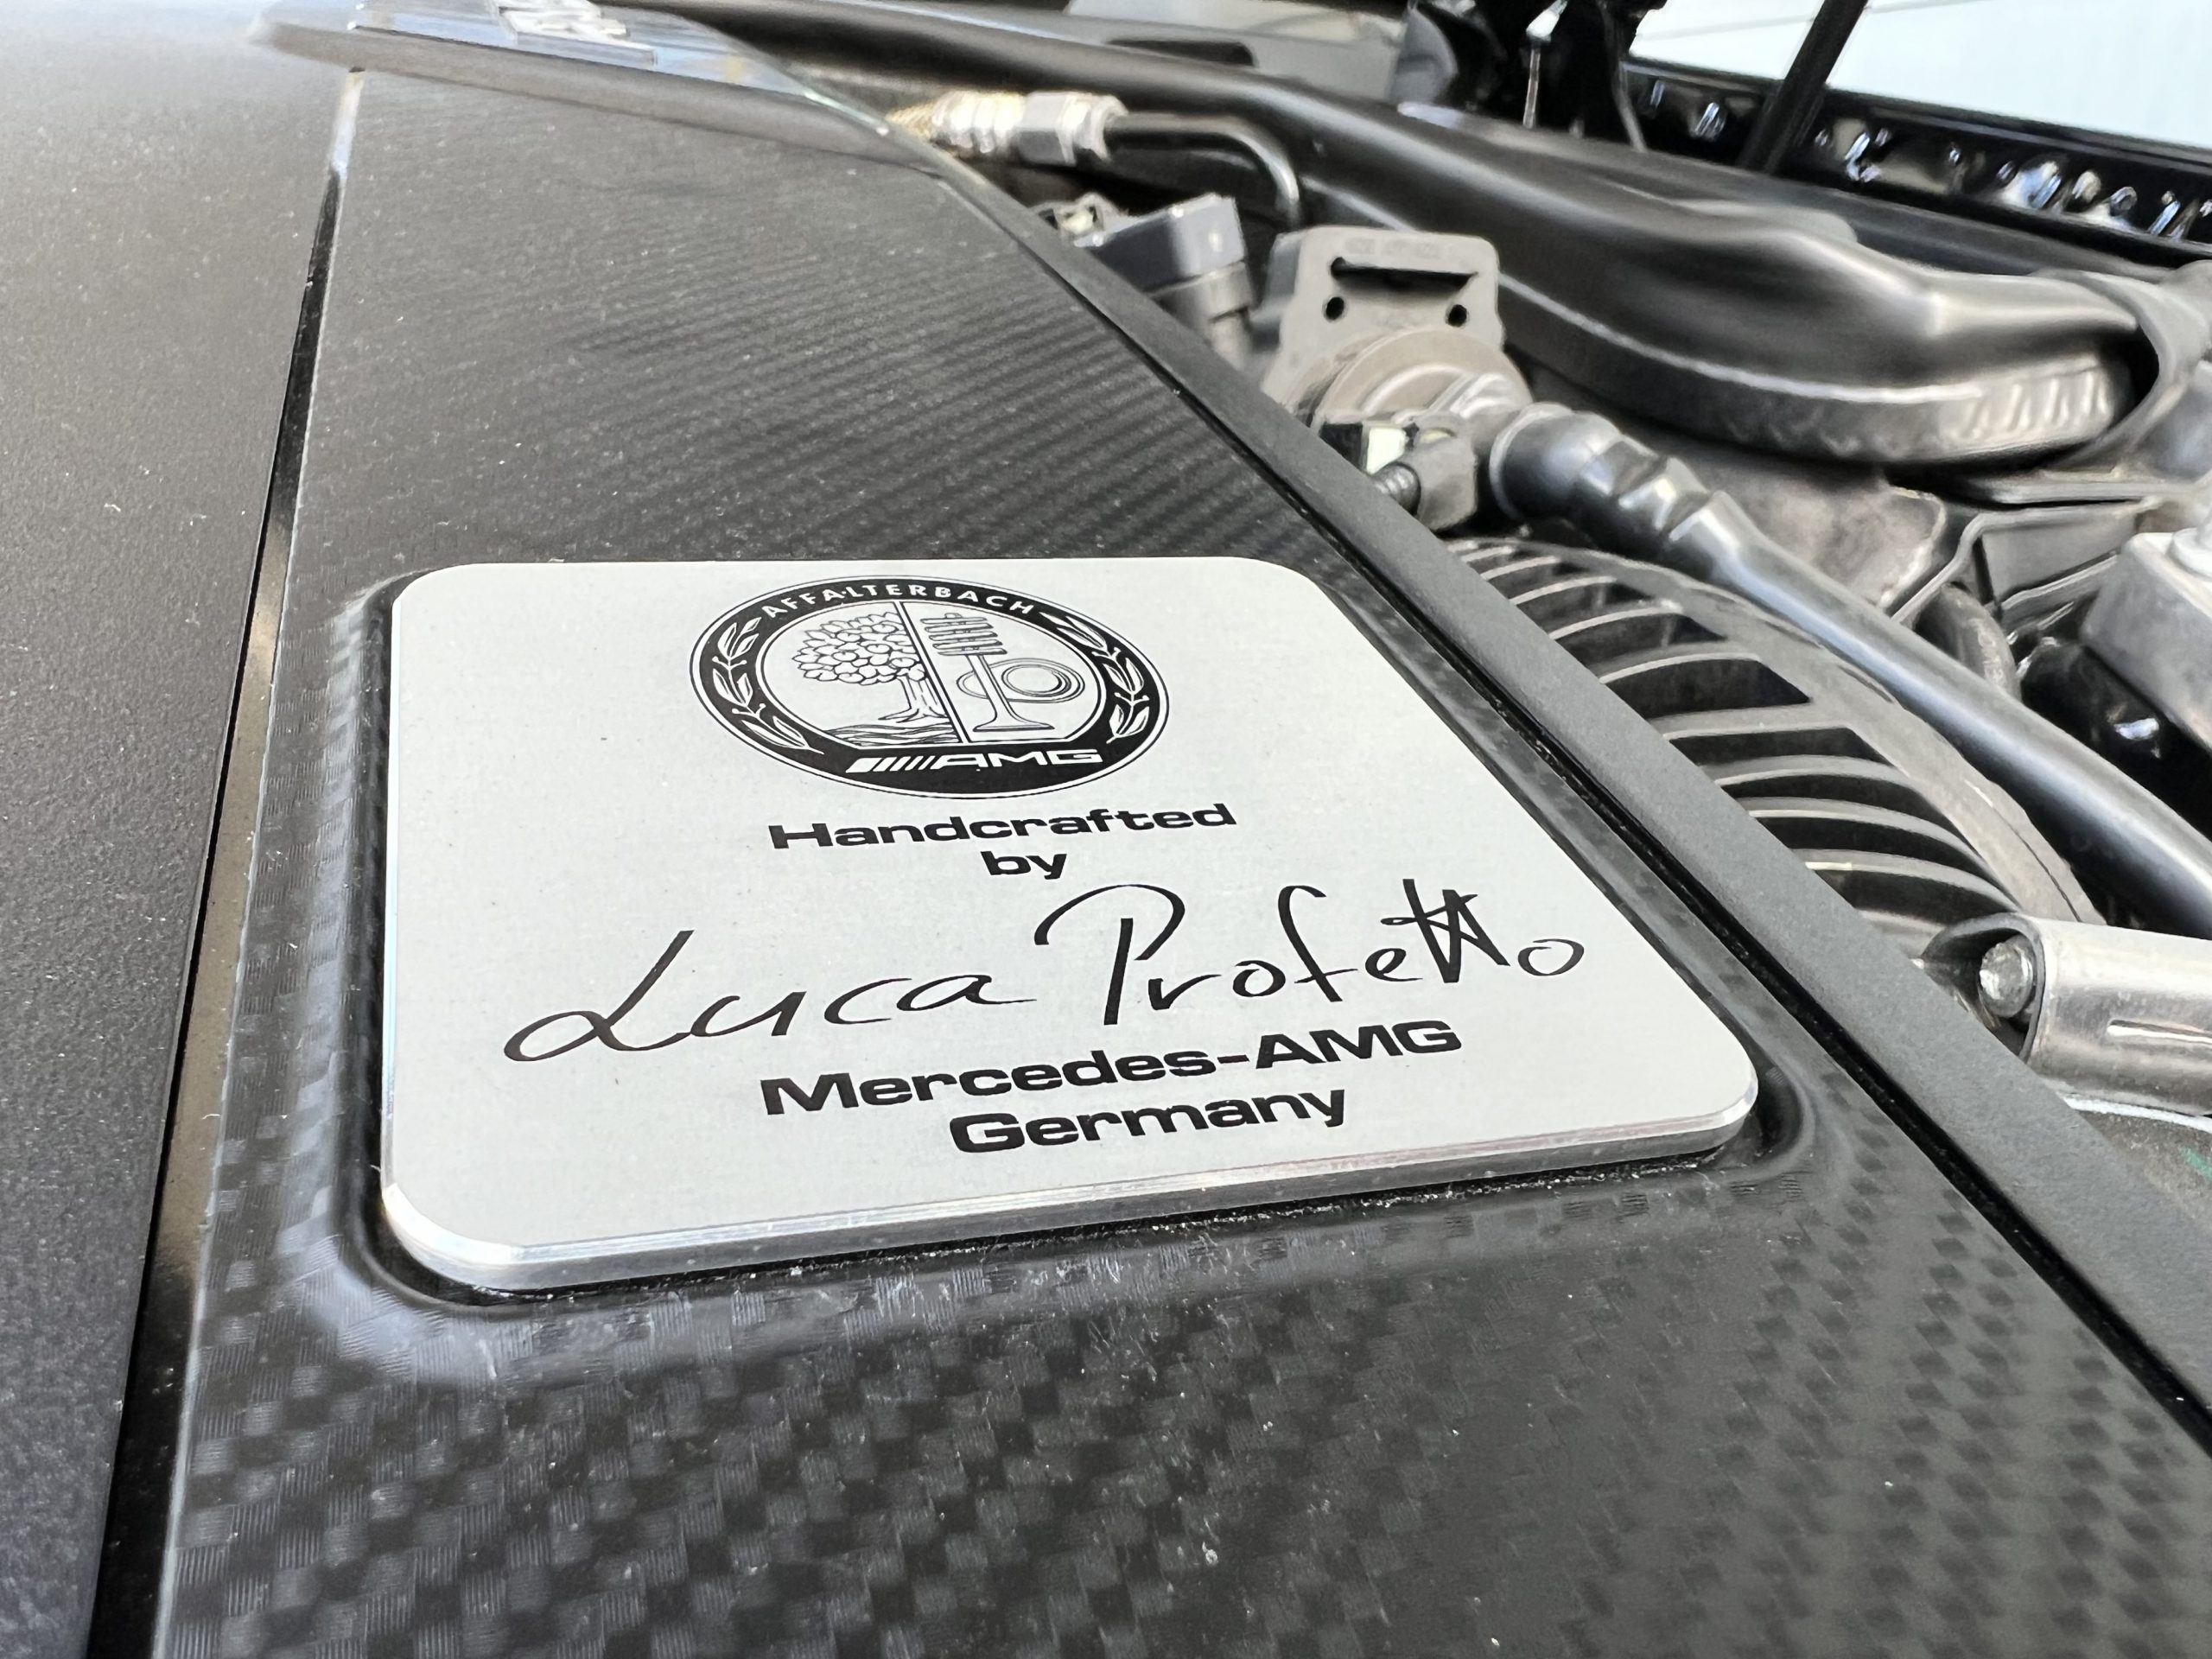 AFFALTERBACH
AMG
Handcrafted
by
Luca Profetto
Mercedes-AMG
Germany